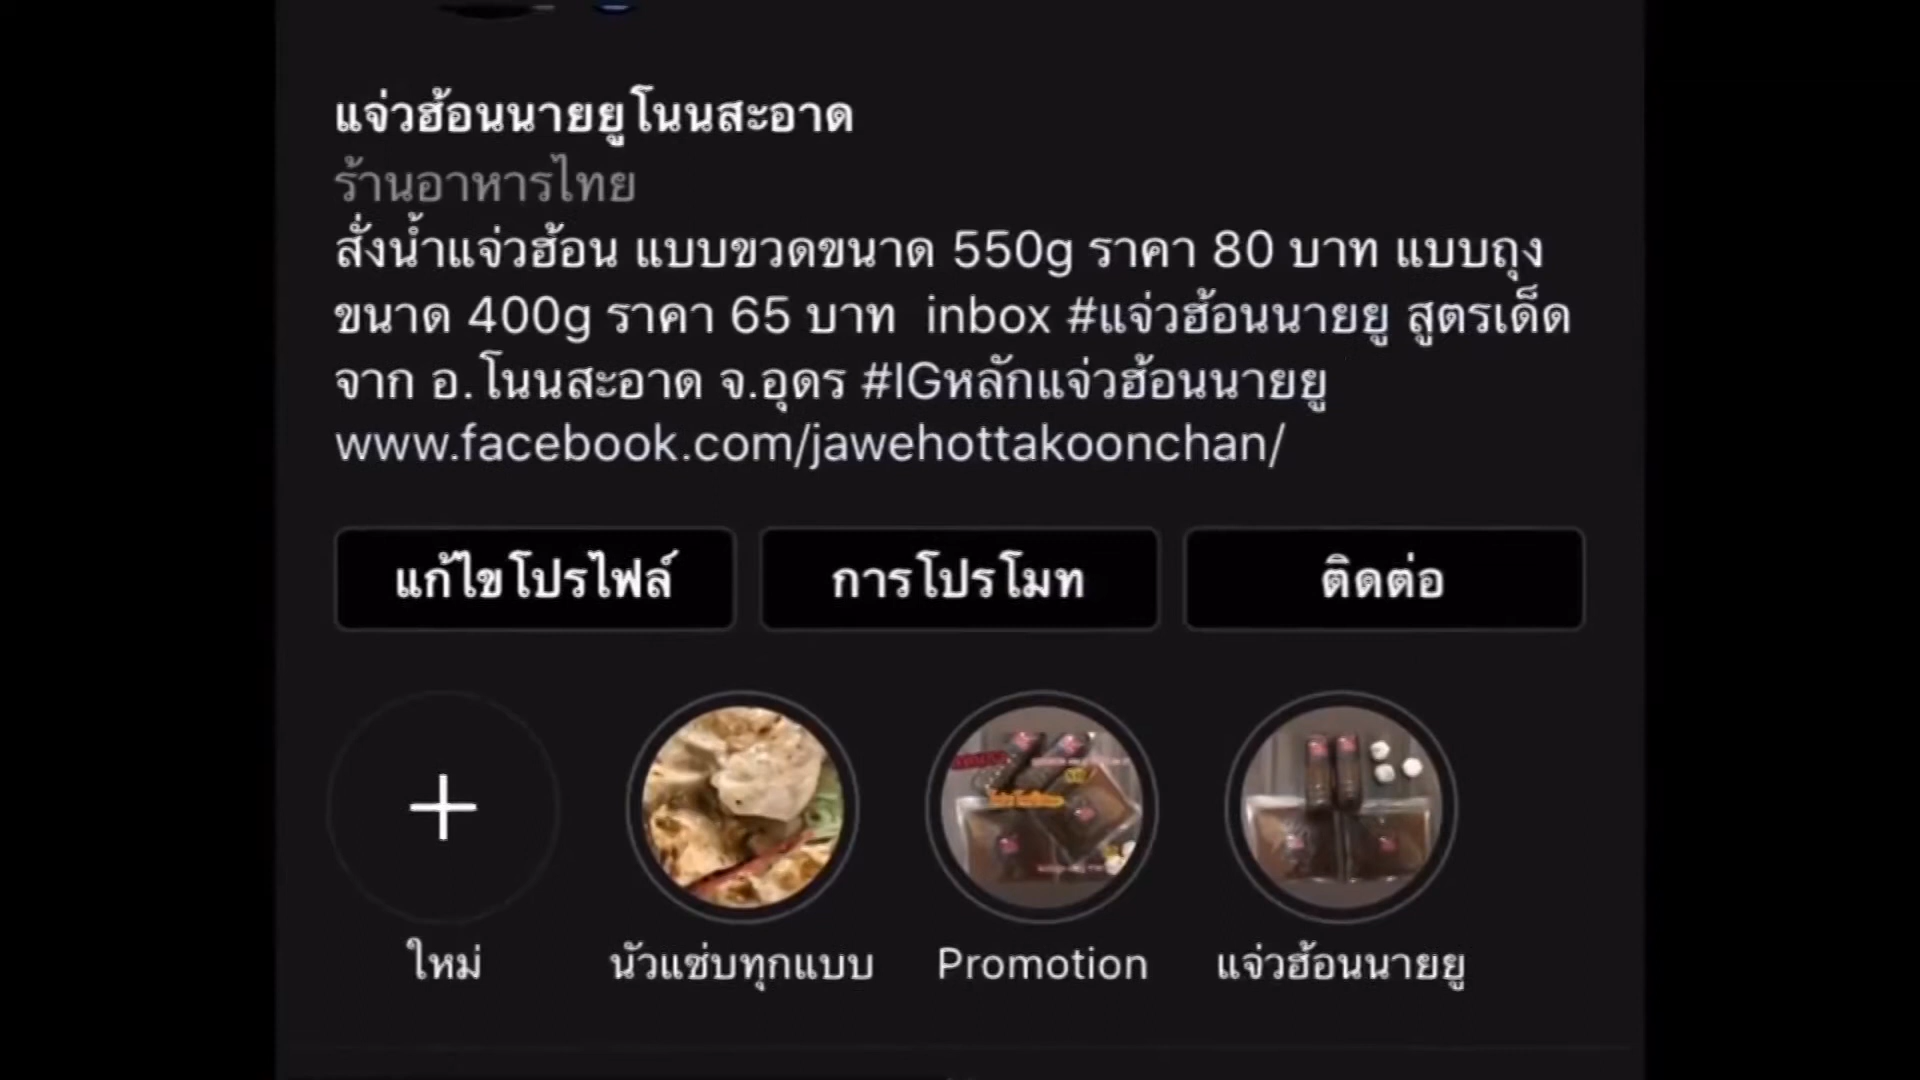 แจ่วฮ้อนนายยูโนนสะอาด
ร้านอาหารไทย
สั่งน้ำแจ่วฮ้อน แบบขวดขนาด 550g ราคา 80 บาท แบบถุง
ขนาด 400g ราคา 65 บาท inbox #แจ่วฮ้อนนายยู สูตรเด็ด
จาก อ.โนนสะอาด จ.อุดร #IGหลักแจ่วฮ้อนนายยู
www.facebook.com/jawehottakoonchan/
แก้ไขโปรไฟล์ การโปรโมท ติดต่อ
ใหม่ นัวแซ่บทุกแบบ Promotion แจ่วฮ้อนนายยู